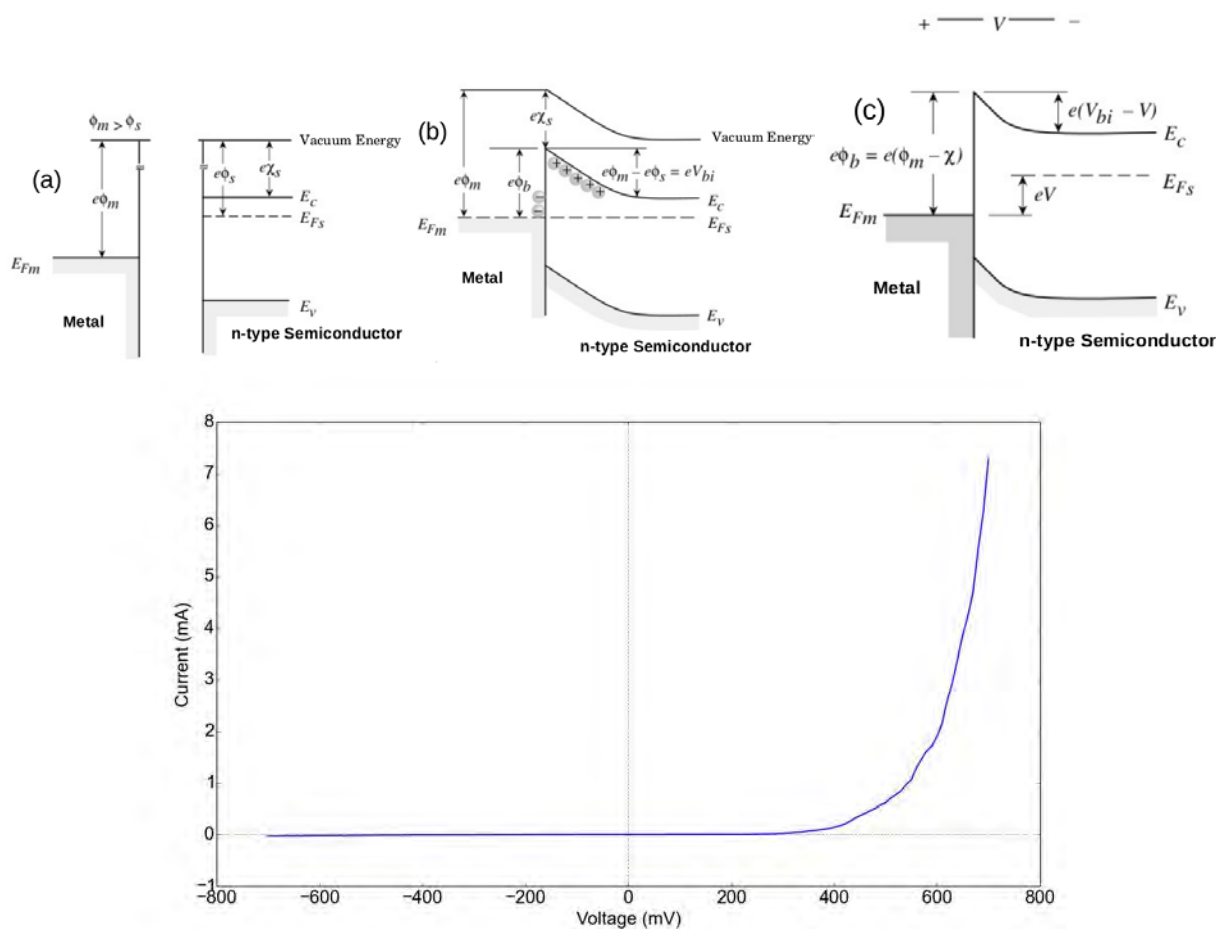 + V −
(a)
ϕm > ϕs
Vacuum Energy
eϕm
eϕs
eχs
Ec
EFs
EFm
Ev
Metal
n-type Semiconductor
(b)
eχs
Vacuum Energy
eϕm
eϕb
eϕm − eϕs = eVbi
Ec
EFm
EFs
Metal
Ev
n-type Semiconductor
(c)
e(Vbi − V)
Ec
eϕb = e(ϕm − χ)
EFs
eV
EFm
Metal
Ev
n-type Semiconductor
8
7
6
5
4
3
2
1
0
−1
Current (mA)
−800 −600 −400 −200 0 200 400 600 800
Voltage (mV)